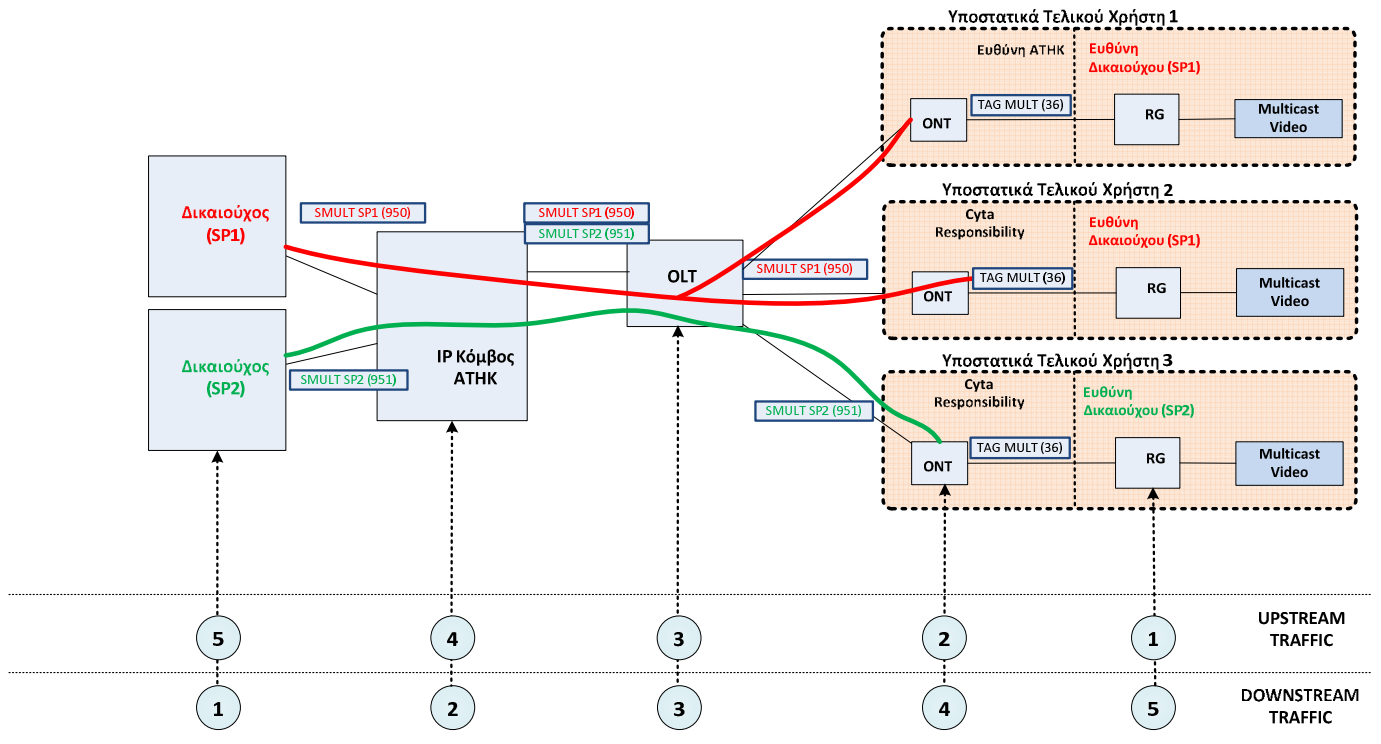 Υποστατικά Τελικού Χρήστη 1
Ευθύνη ΑΤΗΚ
Ευθύνη
Δικαιούχου (SP1)
ONT
TAG MULT (36)
RG
Multicast
Video
Δικαιούχος
(SP1)
SMULT SP1 (950)
SMULT SP1 (950)
SMULT SP2 (951)
OLT
SMULT SP1 (950)
Υποστατικά Τελικού Χρήστη 2
Cyta
Responsibility
Ευθύνη
Δικαιούχου (SP1)
ONT
TAG MULT (36)
RG
Multicast
Video
Δικαιούχος
(SP2)
SMULT SP2 (951)
IP Κόμβος
ΑΤΗΚ
Υποστατικά Τελικού Χρήστη 3
Cyta
Responsibility
Ευθύνη
Δικαιούχου (SP2)
SMULT SP2 (951)
ONT
TAG MULT (36)
RG
Multicast
Video
5
4
3
2
1
UPSTREAM
TRAFFIC
1
2
3
4
5
DOWNSTREAM
TRAFFIC